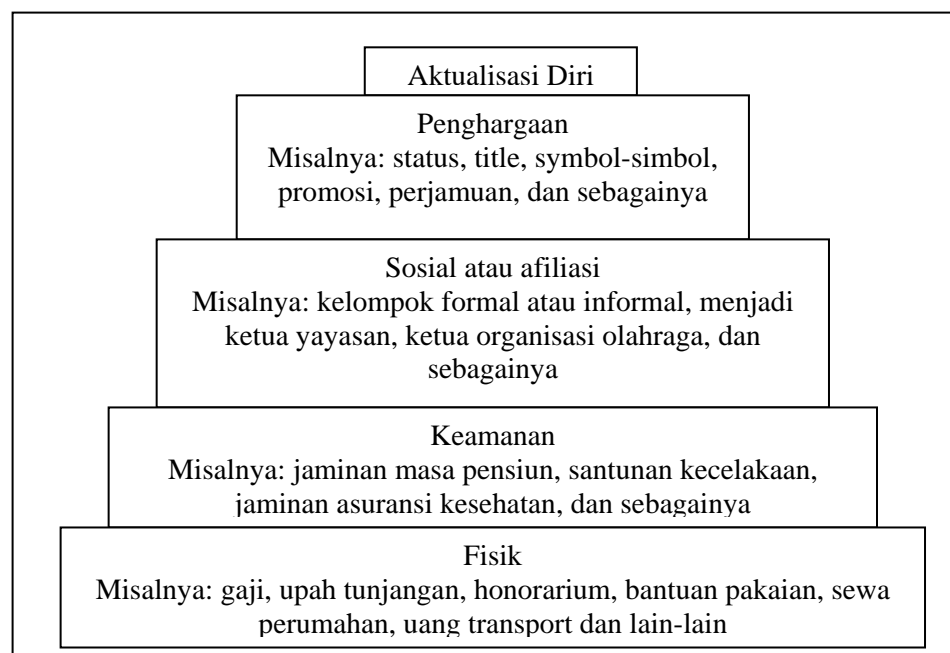 Aktualisasi Diri
Penghargaan
Misalnya: status, title, symbol-simbol,
promosi, perjamuan, dan sebagainya
Sosial atau afiliasi
Misalnya: kelompok formal atau informal, menjadi
ketua yayasan, ketua organisasi olahraga, dan
sebagainya
Keamanan
Misalnya: jaminan masa pensiun, santunan kecelakaan,
jaminan asuransi kesehatan, dan sebagainya
Fisik
Misalnya: gaji, upah tunjangan, honorarium, bantuan pakaian, sewa
perumahan, uang transport dan lain-lain